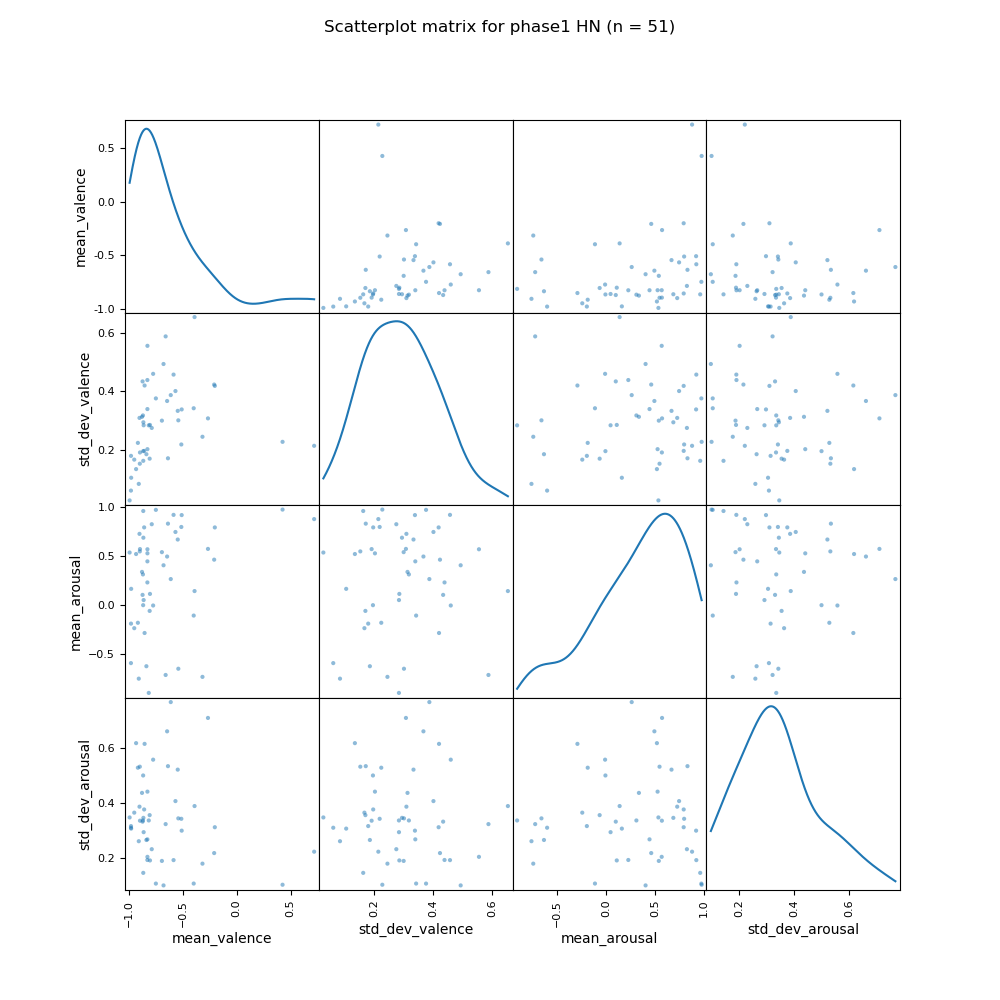 Scatterplot matrix for phase1 HN (n = 51)
mean_valence
0.5
0.0
−0.5
−1.0
std_dev_valence
0.6
0.4
0.2
mean_arousal
1.0
0.5
0.0
−0.5
std_dev_arousal
0.6
0.4
0.2
−1.0 −0.5 0.0 0.5 0.2 0.4 0.6 −0.5 0.0 0.5 1.0 0.2 0.4 0.6
mean_valence std_dev_valence mean_arousal std_dev_arousal